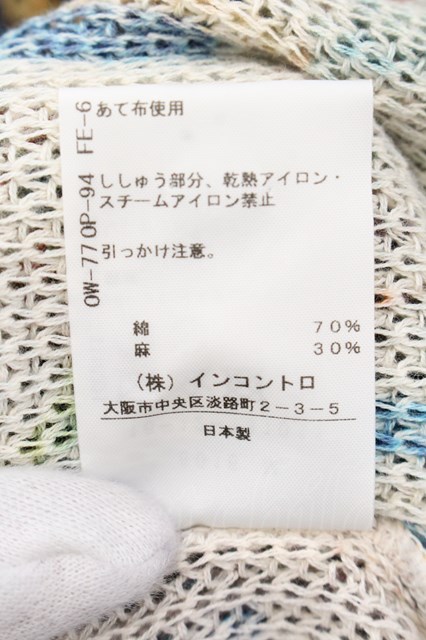 OW-770P-94 FE-6
あて布使用
ししゅう部分、乾熱アイロン・
スチームアイロン禁止
引っかけ注意。
綿 70%
麻 30%
（株）インコントロ
大阪市中央区淡路町２－３－５
日本製